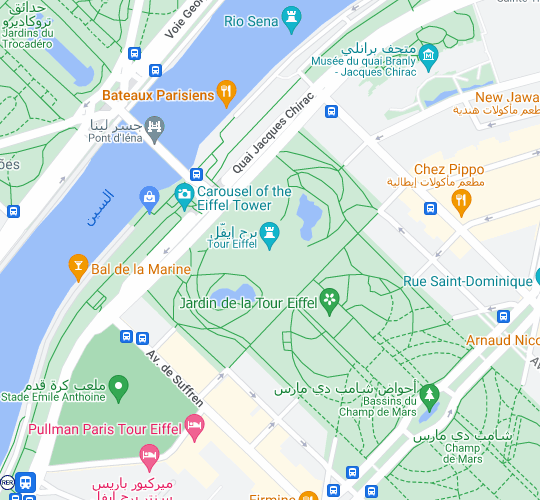 حدائق
تروكاديرو
Jardins du
Trocadéro
Voie Geor
Rio Sena
متحف برانلي
Musée du quai Branly
- Jacques Chirac
Bateaux Parisiens
Quai Jacques Chirac
New Jawa
مطعم مأكولات هندية
جسر لينا
Pont d'Iéna
Chez Pippo
مطعم مأكولات إيطالية
ões
السين
Carousel of the
Eiffel Tower
برج إيفل
Tour Eiffel
Bal de la Marine
Rue Saint-Dominique
Jardin de la Tour Eiffel
Arnaud Nico
Av. de Suffren
ملعب كرة قدم
Stade Emile Anthoine
أحواض شامب دي مارس
Bassins du
Champ de Mars
Pullman Paris Tour Eiffel
شامب دي مارس
Champ
de Mars
ميركيور باريس
سنتر برج إيفل
RER
Firmine